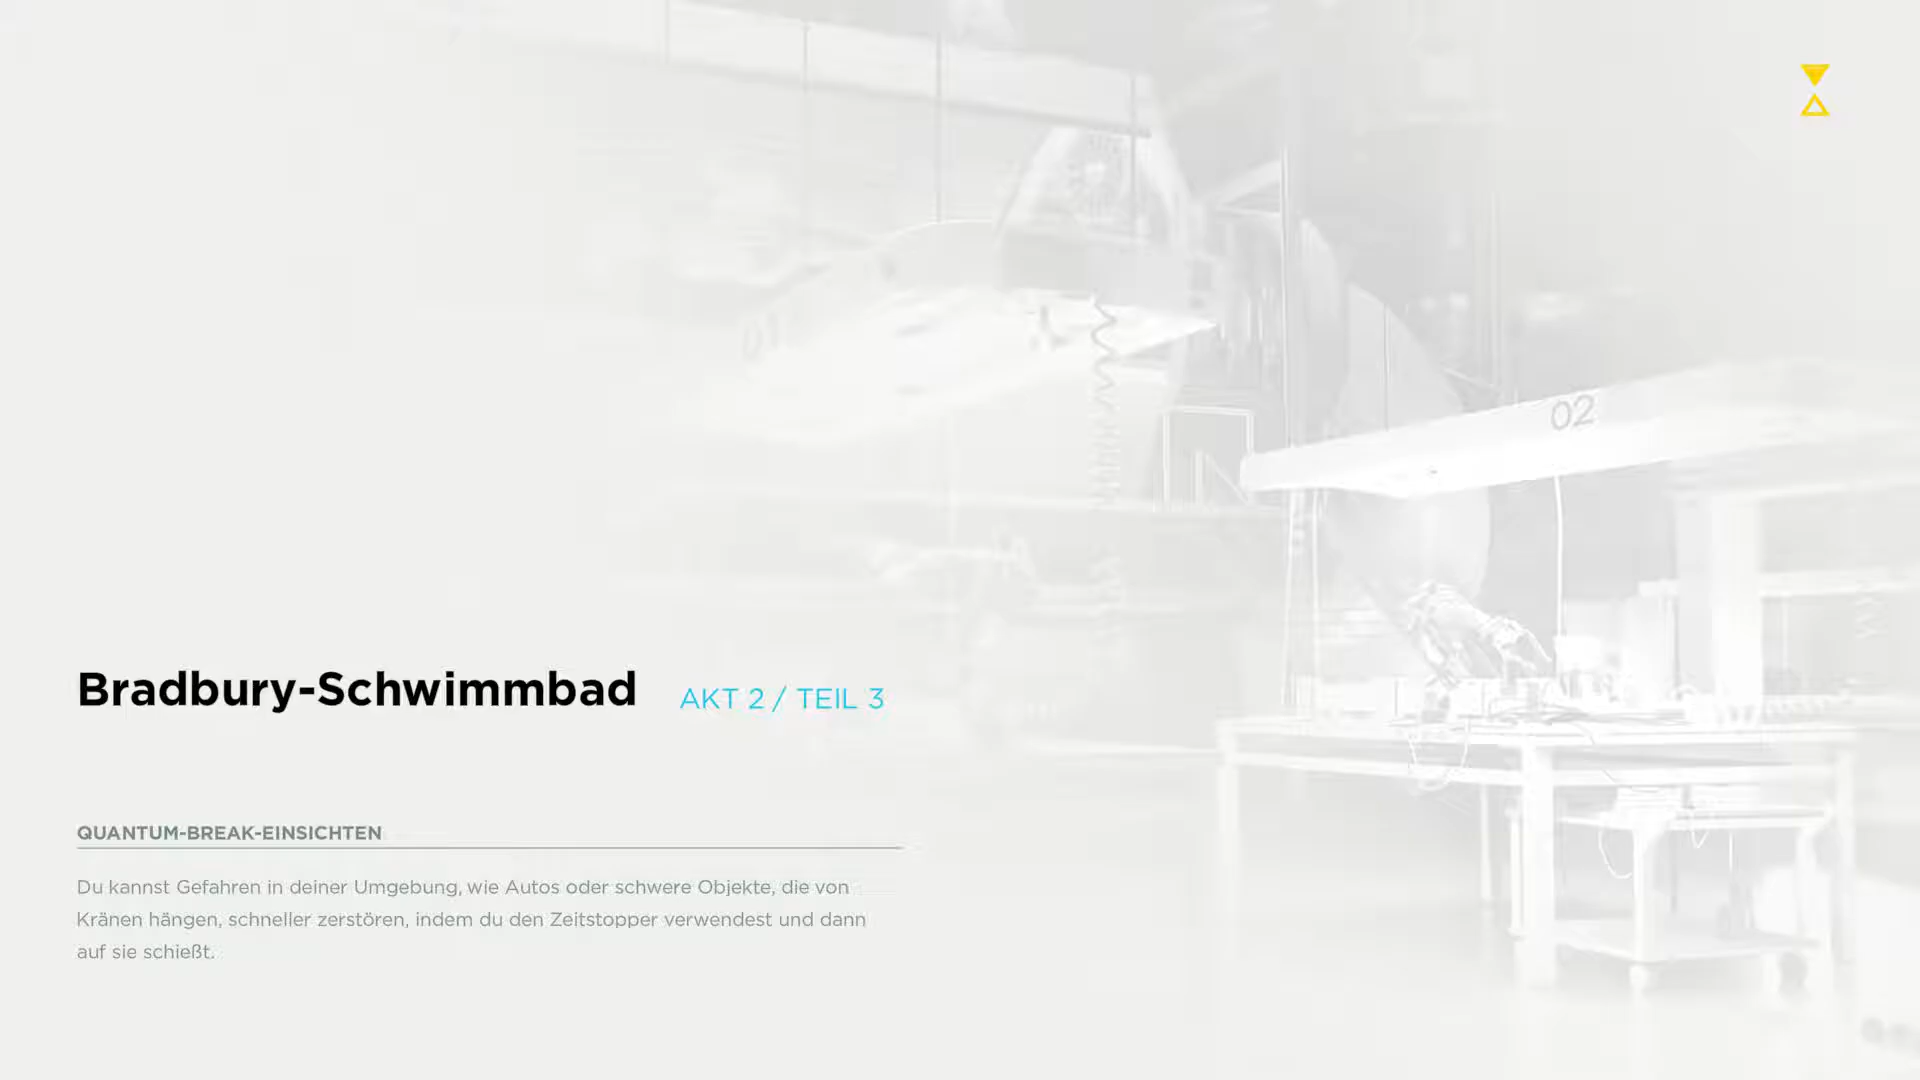 02
Bradbury-Schwimmbad AKT 2 / TEIL 3
QUANTUM-BREAK-EINSICHTEN
Du kannst Gefahren in deiner Umgebung, wie Autos oder schwere Objekte, die von
Kränen hängen, schneller zerstören, indem du den Zeitstopper verwendest und dann
auf sie schießt.